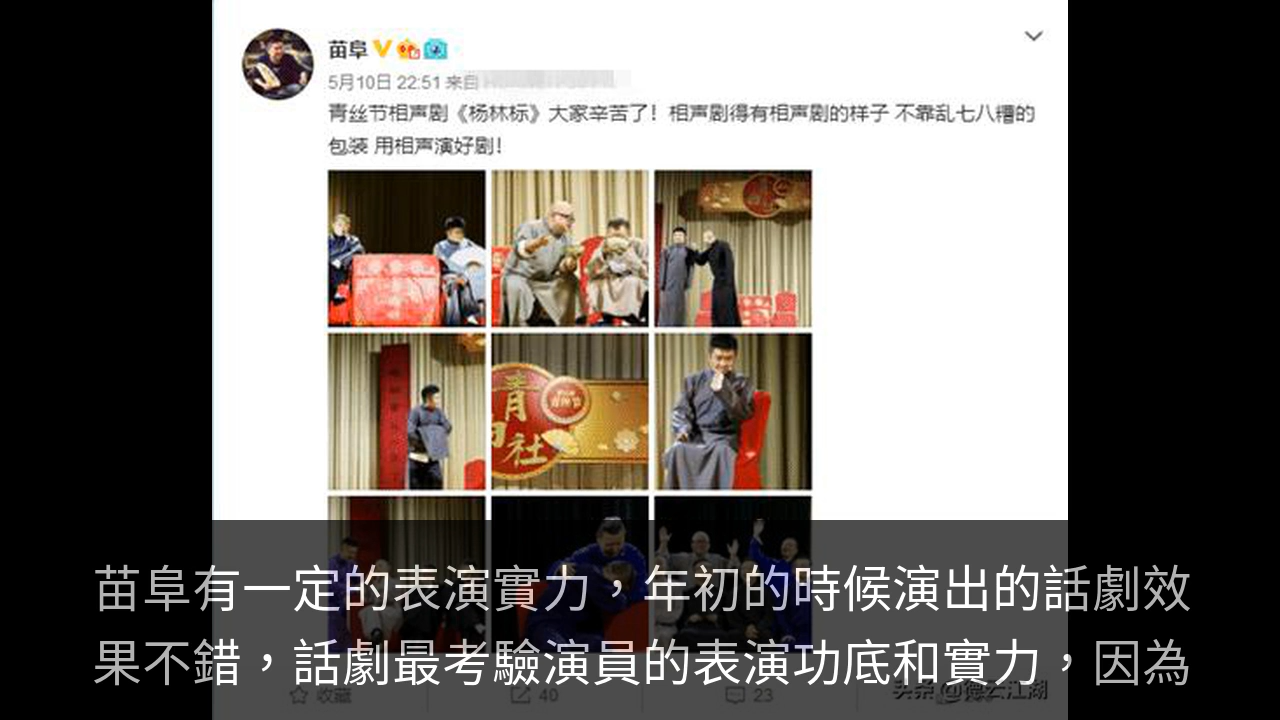 苗阜
5月10日 22:51 来自
青丝节相声剧《杨林标》大家辛苦了！相声剧得有相声剧的样子 不靠乱七八糟的
包装 用相声演好剧！
青
社
苗阜有一定的表演實力，年初的時候演出的話劇效
果不錯，話劇最考驗演員的表演功底和實力，因為
收藏
40
23
头条 @德云江湖